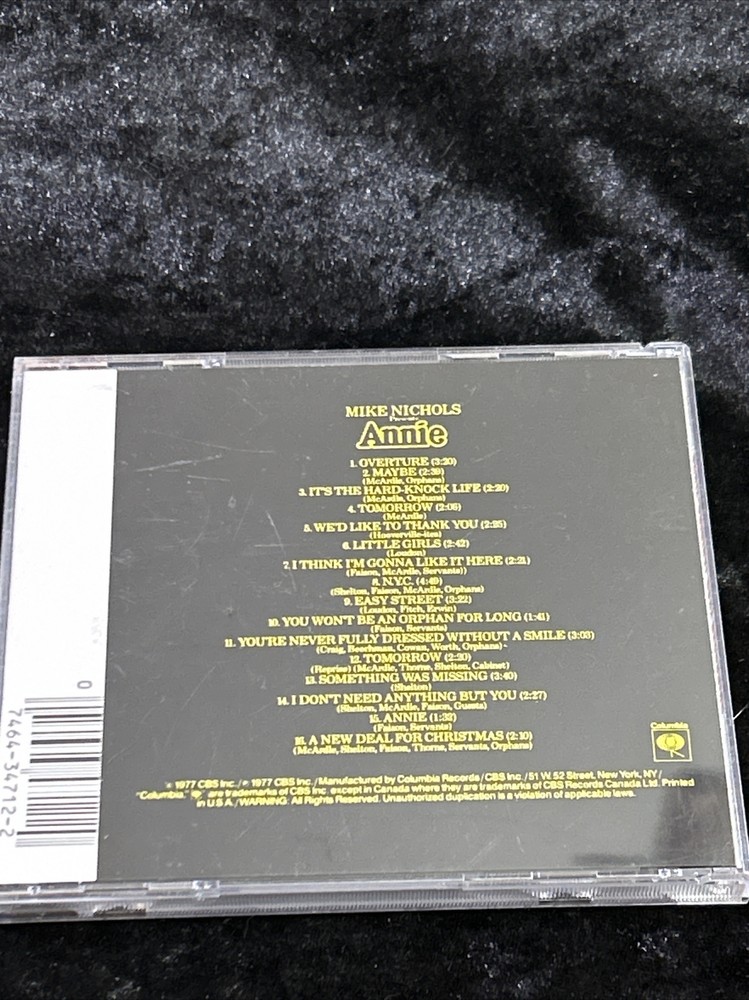 MIKE NICHOLS
Presents
Annie
1. OVERTURE (3:20)
2. MAYBE (2:39)
(McArdle, Orphans)
3. IT'S THE HARD-KNOCK LIFE (2:20)
(McArdle, Orphans)
4. TOMORROW (2:05)
(McArdle)
5. WE'D LIKE TO THANK YOU (2:25)
(Hooverville-ites)
6. LITTLE GIRLS (2:42)
(Loudon)
7. I THINK I'M GONNA LIKE IT HERE (2:21)
(Faison, McArdle, Servants))
8. N.Y.C. (4:49)
(Shelton, Faison, McArdle, Orphans)
9. EASY STREET (3:22)
(Loudon, Fitch, Erwin)
10. YOU WON'T BE AN ORPHAN FOR LONG (1:41)
(Faison, Servants)
11. YOU'RE NEVER FULLY DRESSED WITHOUT A SMILE (3:03)
(Craig, Beechman, Cowan, Worth, Orphans)
12. TOMORROW (2:20)
(Reprise) (McArdle, Thorne, Shelton, Cabinet)
13. SOMETHING WAS MISSING (3:40)
(Shelton)
14. I DON'T NEED ANYTHING BUT YOU (2:27)
(Shelton, McArdle, Faison, Guests)
15. ANNIE (1:32)
(Faison, Servants)
16. A NEW DEAL FOR CHRISTMAS (2:10)
(McArdle, Shelton, Faison, Thorne, Servants, Orphans)
Columbia
℗ 1977 CBS Inc./© 1977 CBS Inc./Manufactured by Columbia Records/CBS Inc./51 W. 52 Street, New York, NY/
"Columbia," are trademarks of CBS Inc. except in Canada where they are trademarks of CBS Records Canada Ltd. Printed
in U.S.A./WARNING: All Rights Reserved. Unauthorized duplication is a violation of applicable laws.
0
7464-34712-2